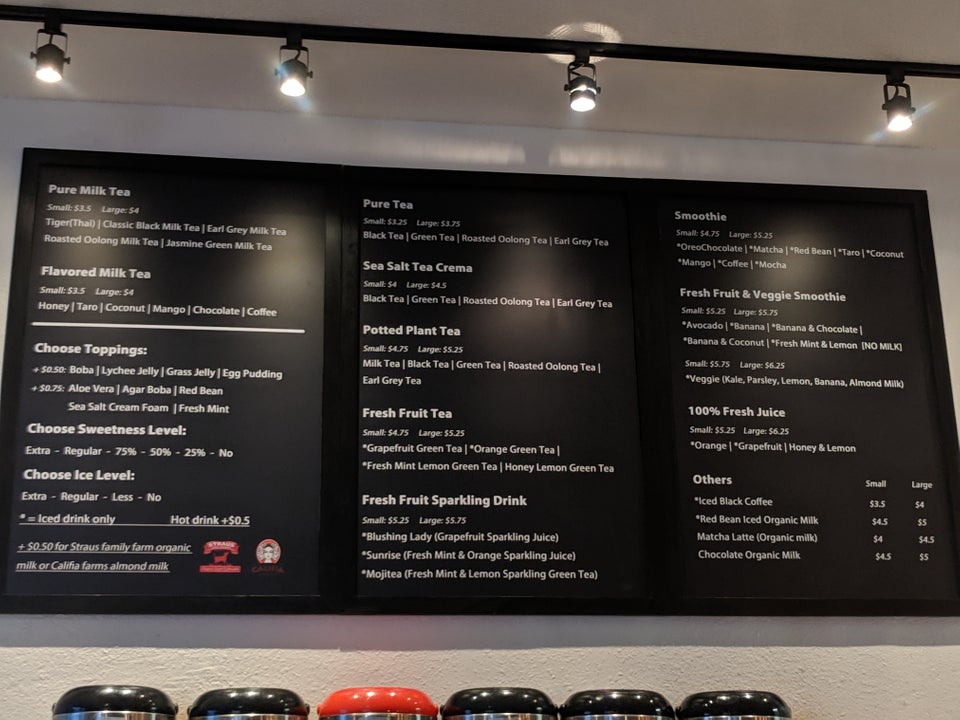 Pure Milk Tea
Small: $3.5 Large: $4
Tiger(Thai) | Classic Black Milk Tea | Earl Grey Milk Tea
Roasted Oolong Milk Tea | Jasmine Green Milk Tea
Flavored Milk Tea
Small: $3.5 Large: $4
Honey | Taro | Coconut | Mango | Chocolate | Coffee
Choose Toppings:
+ $0.50: Boba | Lychee Jelly | Grass Jelly | Egg Pudding
+ $0.75: Aloe Vera | Agar Boba | Red Bean
Sea Salt Cream Foam | Fresh Mint
Choose Sweetness Level:
Extra - Regular - 75% - 50% - 25% - No
Choose Ice Level:
Extra - Regular - Less - No
* = Iced drink only Hot drink +$0.5
+ $0.50 for Straus family farm organic
milk or Califia farms almond milk
STRAUS
CALIFIA
Pure Tea
Small: $3.25 Large: $3.75
Black Tea | Green Tea | Roasted Oolong Tea | Earl Grey Tea
Sea Salt Tea Crema
Small: $4 Large: $4.5
Black Tea | Green Tea | Roasted Oolong Tea | Earl Grey Tea
Potted Plant Tea
Small: $4.75 Large: $5.25
Milk Tea | Black Tea | Green Tea | Roasted Oolong Tea |
Earl Grey Tea
Fresh Fruit Tea
Small: $4.75 Large: $5.25
*Grapefruit Green Tea | *Orange Green Tea |
*Fresh Mint Lemon Green Tea | Honey Lemon Green Tea
Fresh Fruit Sparkling Drink
Small: $5.25 Large: $5.75
*Blushing Lady (Grapefruit Sparkling Juice)
*Sunrise (Fresh Mint & Orange Sparkling Juice)
*Mojitea (Fresh Mint & Lemon Sparkling Green Tea)
Smoothie
Small: $4.75 Large: $5.25
*OreoChocolate | *Matcha | *Red Bean | *Taro | *Coconut
*Mango | *Coffee | *Mocha
Fresh Fruit & Veggie Smoothie
Small: $5.25 Large: $5.75
*Avocado | *Banana | *Banana & Chocolate |
*Banana & Coconut | *Fresh Mint & Lemon [NO MILK]
Small: $5.75 Large: $6.25
*Veggie (Kale, Parsley, Lemon, Banana, Almond Milk)
100% Fresh Juice
Small: $5.25 Large: $6.25
*Orange | *Grapefruit | Honey & Lemon
Others Small Large
*Iced Black Coffee $3.5 $4
*Red Bean Iced Organic Milk $4.5 $5
Matcha Latte (Organic milk) $4 $4.5
Chocolate Organic Milk $4.5 $5